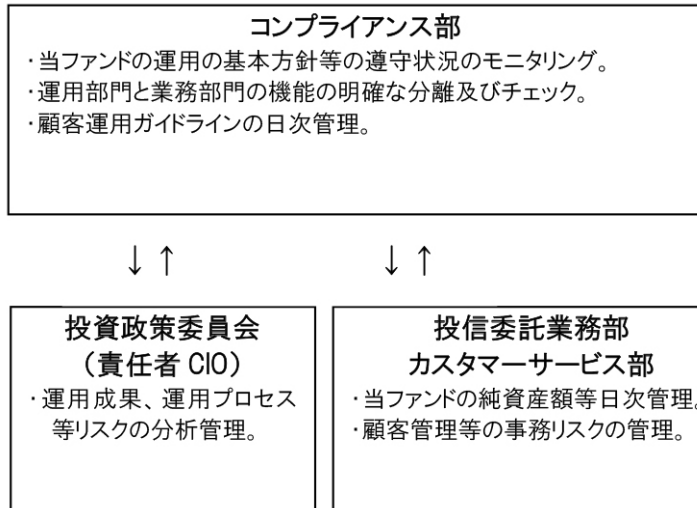 コンプライアンス部
・当ファンドの運用の基本方針等の遵守状況のモニタリング。
・運用部門と業務部門の機能の明確な分離及びチェック。
・顧客運用ガイドラインの日次管理。
↓↑ ↓↑
投資政策委員会
（責任者 CIO）
・運用成果、運用プロセス
等リスクの分析管理。
投信委託業務部
カスタマーサービス部
・当ファンドの純資産額等日次管理。
・顧客管理等の事務リスクの管理。